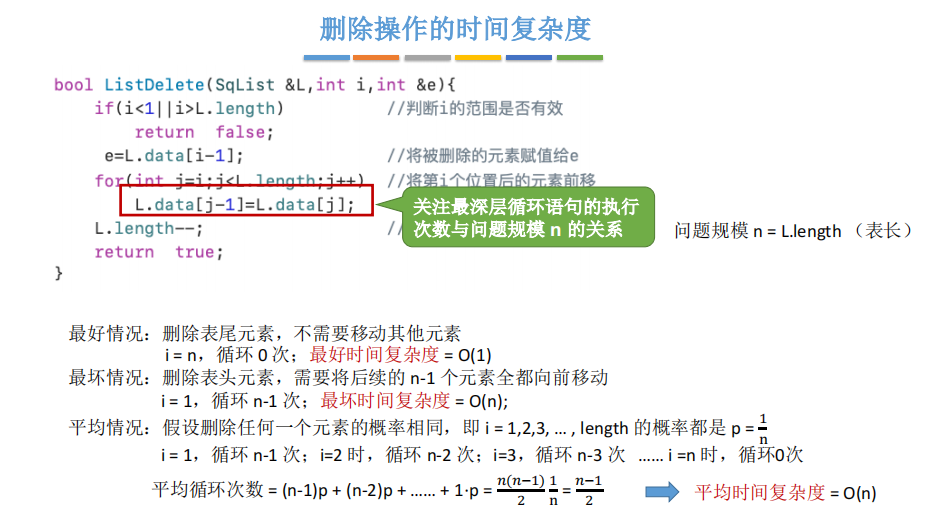 删除操作的时间复杂度
bool ListDelete(SqList &L,int i,int &e){
if(i<1||i>L.length) //判断i的范围是否有效
return false;
e=L.data[i-1]; //将被删除的元素赋值给e
for(int j=i;j<L.length;j++) //将第i个位置后的元素前移
L.data[j-1]=L.data[j];
关注最深层循环语句的执行
次数与问题规模 n 的关系
L.length--; //
问题规模 n = L.length （表长）
return true;
}
最好情况：删除表尾元素，不需要移动其他元素
i = n，循环 0 次；最好时间复杂度 = O(1)
最坏情况：删除表头元素，需要将后续的 n-1 个元素全都向前移动
i = 1，循环 n-1 次；最坏时间复杂度 = O(n);
平均情况：假设删除任何一个元素的概率相同，即 i = 1,2,3, … , length 的概率都是 p = 1/n
i = 1，循环 n-1 次；i=2 时，循环 n-2 次；i=3，循环 n-3 次 …… i =n 时，循环0次
平均循环次数 = (n-1)p + (n-2)p + …… + 1·p = n(n−1)/2 1/n = n−1/2 平均时间复杂度 = O(n)